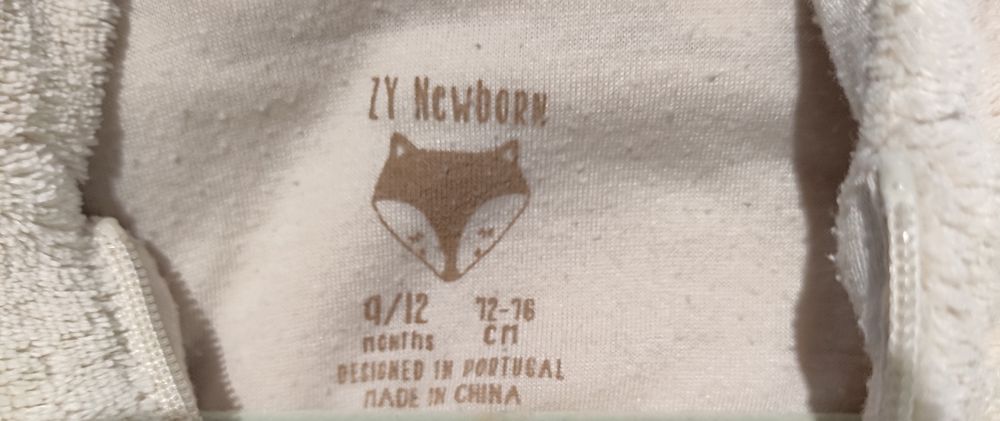 ZY Newborn
9/12 72-76
months cm
DESIGNED IN PORTUGAL
MADE IN CHINA